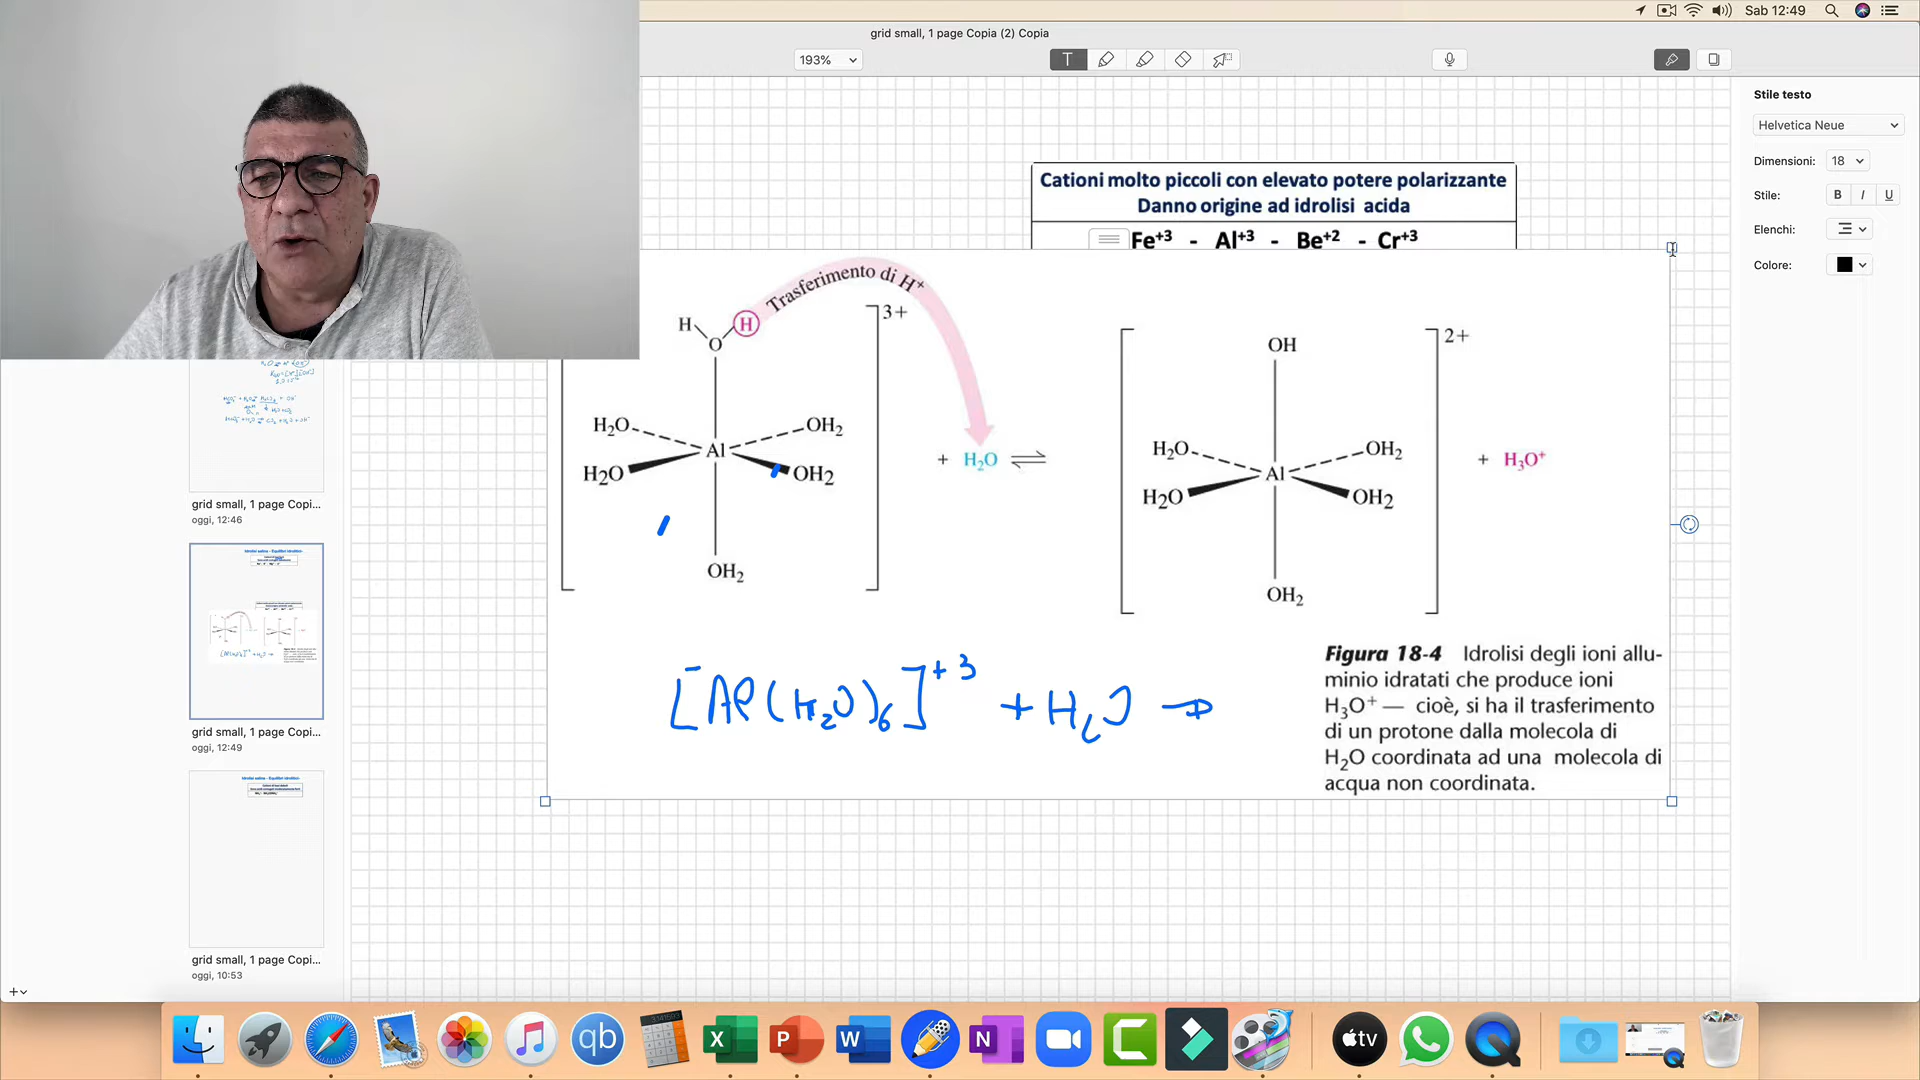 Sab 12:49
grid small, 1 page Copia (2) Copia
193%
T
Stile testo
Helvetica Neue
Dimensioni: 18
Stile: B I U
Elenchi:
Colore:
Cationi molto piccoli con elevato potere polarizzante
Danno origine ad idrolisi acida
Fe+3 - Al+3 - Be+2 - Cr+3
Trasferimento di H+
H H
O
3+
H2O OH2
Al
H2O OH2
OH2
+ H2O ⇌
OH
2+
H2O OH2
Al
H2O OH2
OH2
+ H3O+
[Al(H2O)6]+3 + H2O →
Figura 18-4 Idrolisi degli ioni allu-
minio idratati che produce ioni
H3O+ — cioè, si ha il trasferimento
di un protone dalla molecola di
H2O coordinata ad una molecola di
acqua non coordinata.
grid small, 1 page Copi...
oggi, 12:46
grid small, 1 page Copi...
oggi, 12:49
grid small, 1 page Copi...
oggi, 10:53
qb
X
P
W
N
C
tv